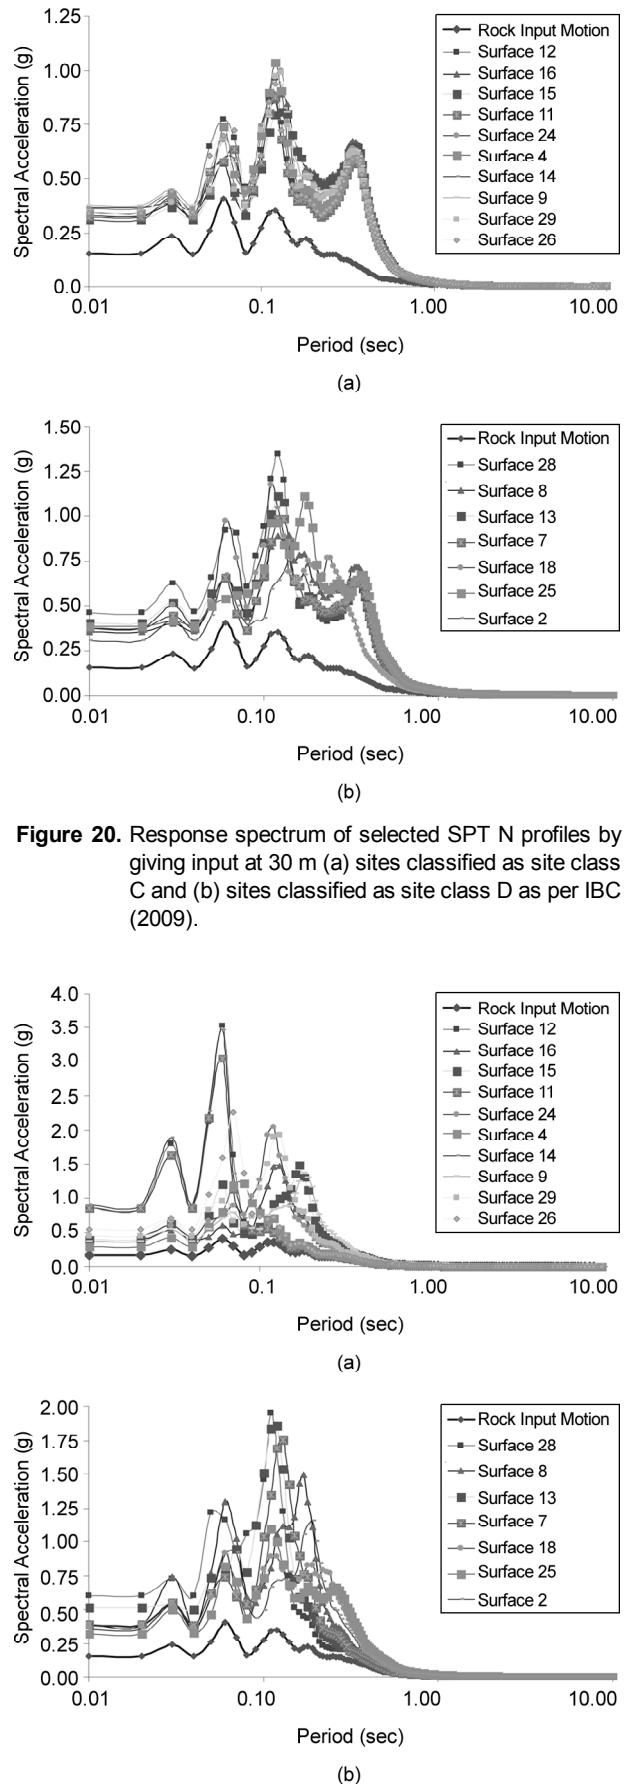 1.25
1.00
0.75
0.50
0.25
0.0
Spectral Acceleration (g)
0.01 0.1 1.00 10.00
Period (sec)
Rock Input Motion
Surface 12
Surface 16
Surface 15
Surface 11
Surface 24
Surface 4
Surface 14
Surface 9
Surface 29
Surface 26
(a)
1.50
1.25
1.00
0.75
0.50
0.25
0.00
Spectral Acceleration (g)
0.01 0.10 1.00 10.00
Period (sec)
Rock Input Motion
Surface 28
Surface 8
Surface 13
Surface 7
Surface 18
Surface 25
Surface 2
(b)
Figure 20. Response spectrum of selected SPT N profiles by
giving input at 30 m (a) sites classified as site class
C and (b) sites classified as site class D as per IBC
(2009).
4.0
3.5
3.0
2.5
2.0
1.5
1.0
0.5
0.0
Spectral Acceleration (g)
0.01 0.1 1.00 10.00
Period (sec)
Rock Input Motion
Surface 12
Surface 16
Surface 15
Surface 11
Surface 24
Surface 4
Surface 14
Surface 9
Surface 29
Surface 26
(a)
2.00
1.75
1.50
1.25
1.00
0.75
0.50
0.25
0.00
Spectral Acceleration (g)
0.01 0.10 1.00 10.00
Period (sec)
Rock Input Motion
Surface 28
Surface 8
Surface 13
Surface 7
Surface 18
Surface 25
Surface 2
(b)